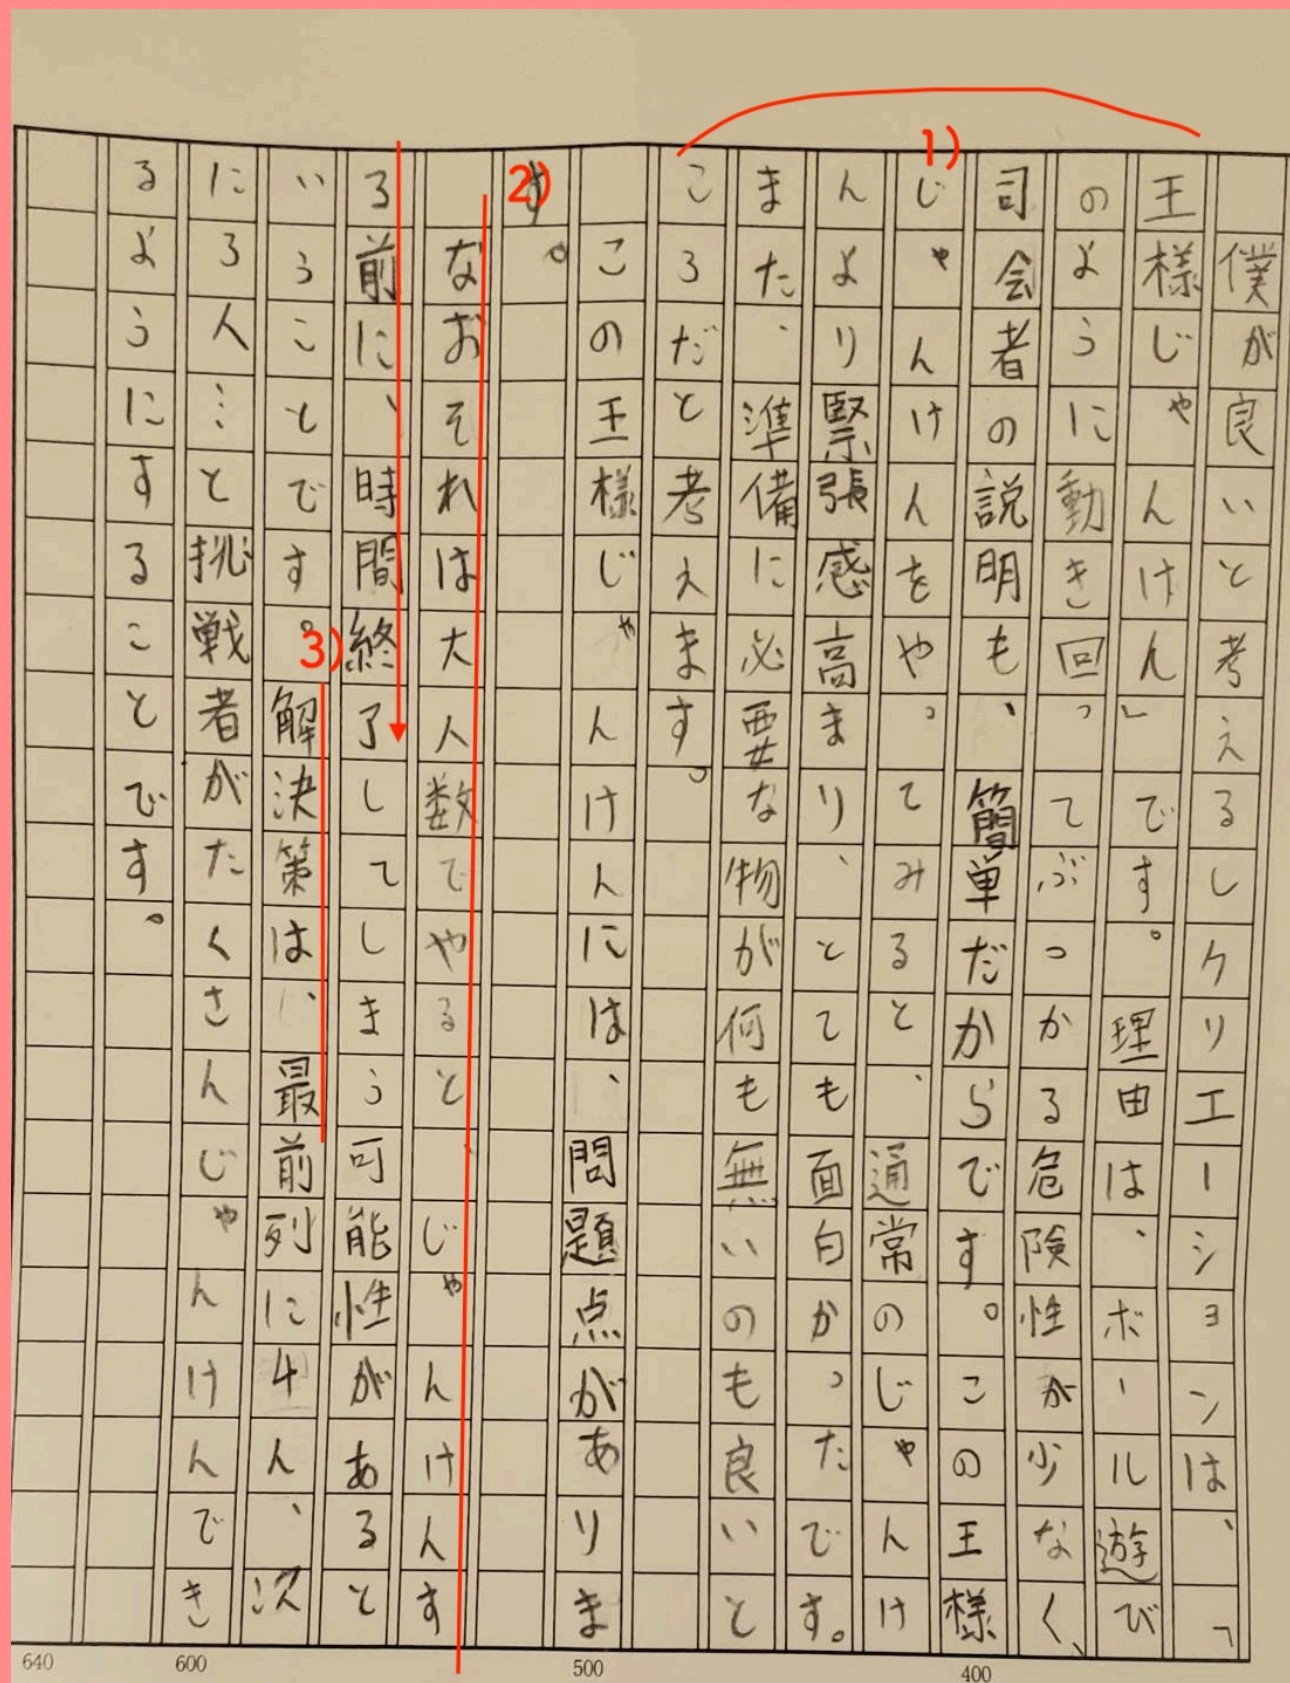 1)
僕が良いと考えるレクリエーションは、「
王様じゃんけん」です。理由は、ボール遊び
のように動き回ってぶつかる危険性が少なく、
司会者の説明も、簡単だからです。この王様
じゃんけんをやってみると、通常のじゃんけ
んより緊張感高まり、とても面白かったです。
また、準備に必要な物が何も無いのも良いと
ころだと考えます。
この王様じゃんけんには、問題点がありま
す。
2)
なおそれは大人数でやると、じゃんけんす
る前に、時間終了してしまう可能性があると
いうことです。解決策は、最前列に4人、次
3)
にろ人…と挑戦者がたくさんじゃんけんでき
るようにすることです。
400
500
600
640